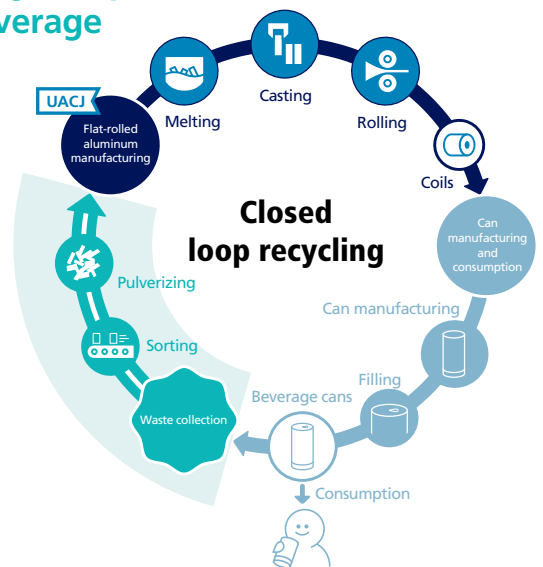 verage
UACJ
Flat-rolled
aluminum
manufacturing
Melting
Casting
Rolling
Coils
Closed
loop recycling
Can
manufacturing
and
consumption
Can manufacturing
Filling
Beverage cans
Consumption
Waste collection
Sorting
Pulverizing